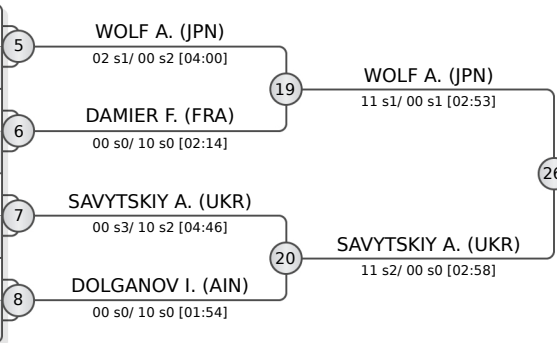 5
WOLF A. (JPN)
02 s1/ 00 s2 [04:00]
19
WOLF A. (JPN)
11 s1/ 00 s1 [02:53]
6
DAMIER F. (FRA)
00 s0/ 10 s0 [02:14]
26
7
SAVYTSKIY A. (UKR)
00 s3/ 10 s2 [04:46]
20
SAVYTSKIY A. (UKR)
11 s2/ 00 s0 [02:58]
8
DOLGANOV I. (AIN)
00 s0/ 10 s0 [01:54]